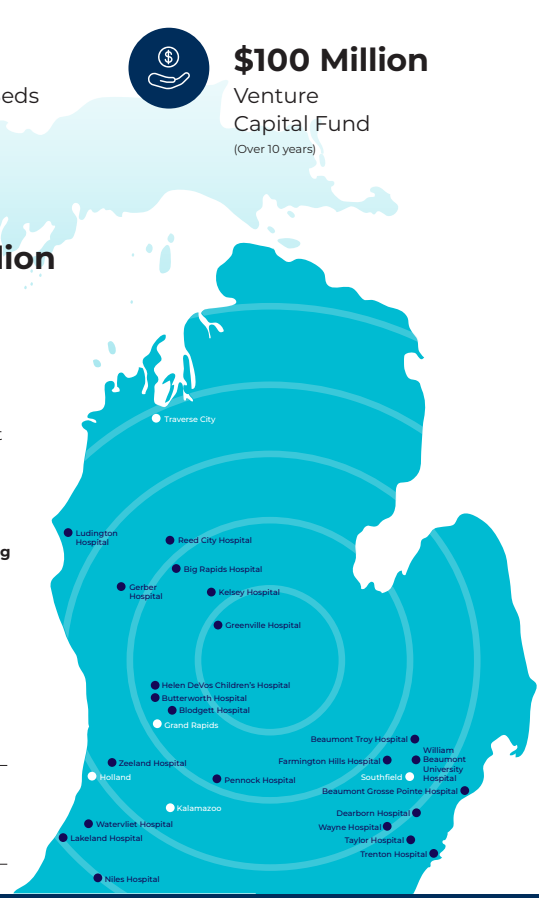 $100 Million
eds
Venture
Capital Fund
(Over 10 years)
lion
Traverse City
t
Ludington
Hospital
Reed City Hospital
g
Big Rapids Hospital
Gerber
Hospital
Kelsey Hospital
Greenville Hospital
Helen DeVos Children's Hospital
Butterworth Hospital
Blodgett Hospital
Grand Rapids
Beaumont Troy Hospital
William
Beaumont
University
Hospital
Farmington Hills Hospital
Zeeland Hospital
Holland
Pennock Hospital
Southfield
Beaumont Grosse Pointe Hospital
Kalamazoo
Dearborn Hospital
Watervliet Hospital
Wayne Hospital
Lakeland Hospital
Taylor Hospital
Trenton Hospital
Niles Hospital